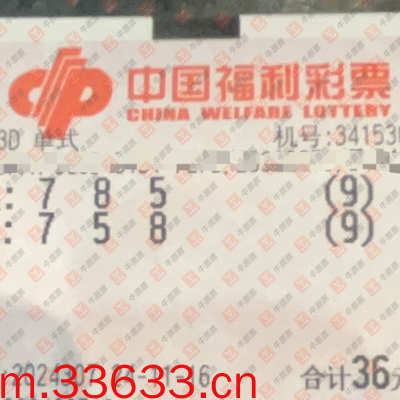 中国福利彩票
CHINA WELFARE LOTTERY
3D 单式 机号:341530
: 7 8 5 (9)
: 7 5 8 (9)
合计36元
m.33633.cn